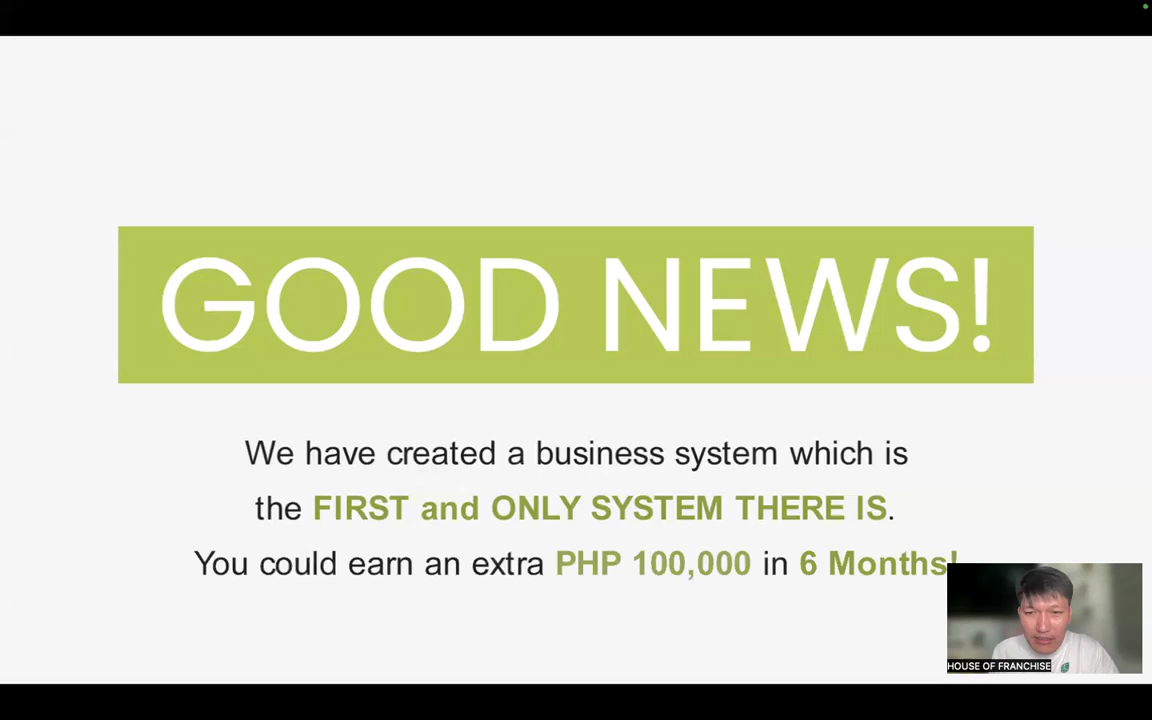 GOOD NEWS!
We have created a business system which is
the FIRST and ONLY SYSTEM THERE IS.
You could earn an extra PHP 100,000 in 6 Months!
HOUSE OF FRANCHISE